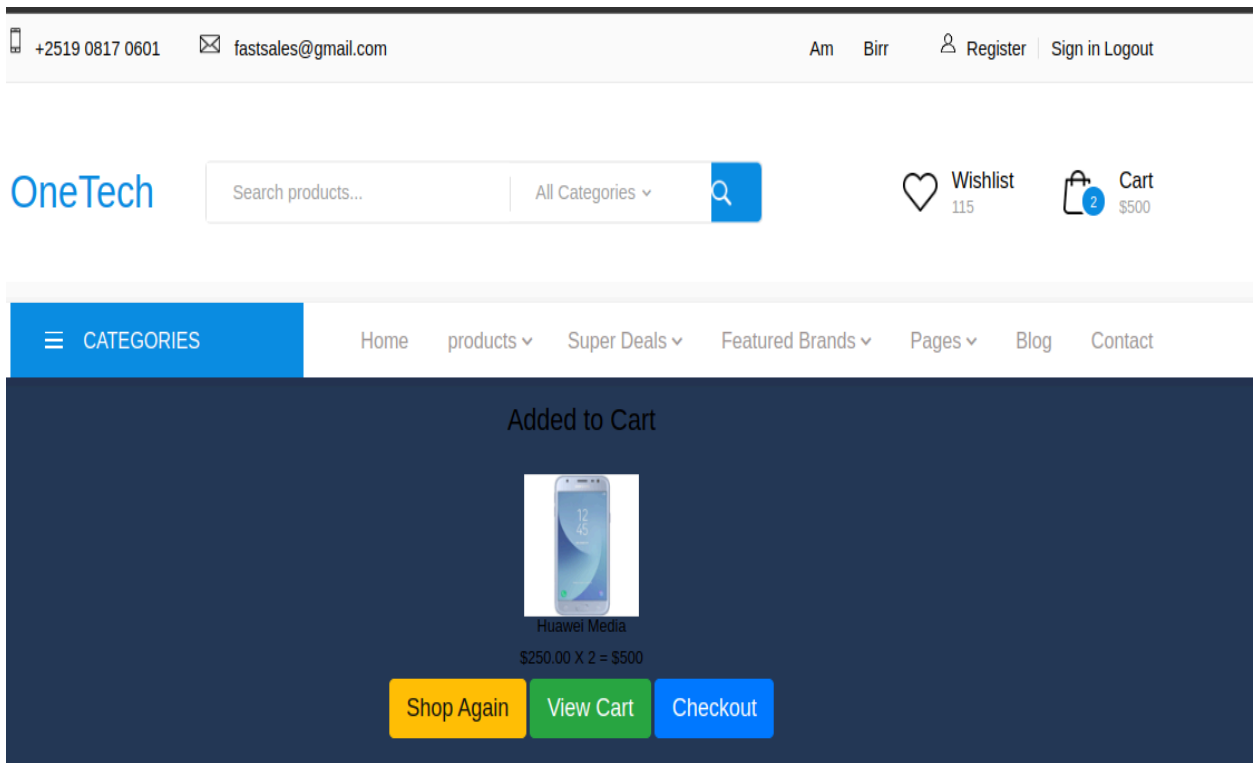 +2519 0817 0601 fastsales@gmail.com Am Birr Register Sign in Logout
OneTech Search products... All Categories Wishlist 115 2 Cart $500
CATEGORIES Home products Super Deals Featured Brands Pages Blog Contact
Added to Cart
12
45
Huawei Media
$250.00 X 2 = $500
Shop Again View Cart Checkout